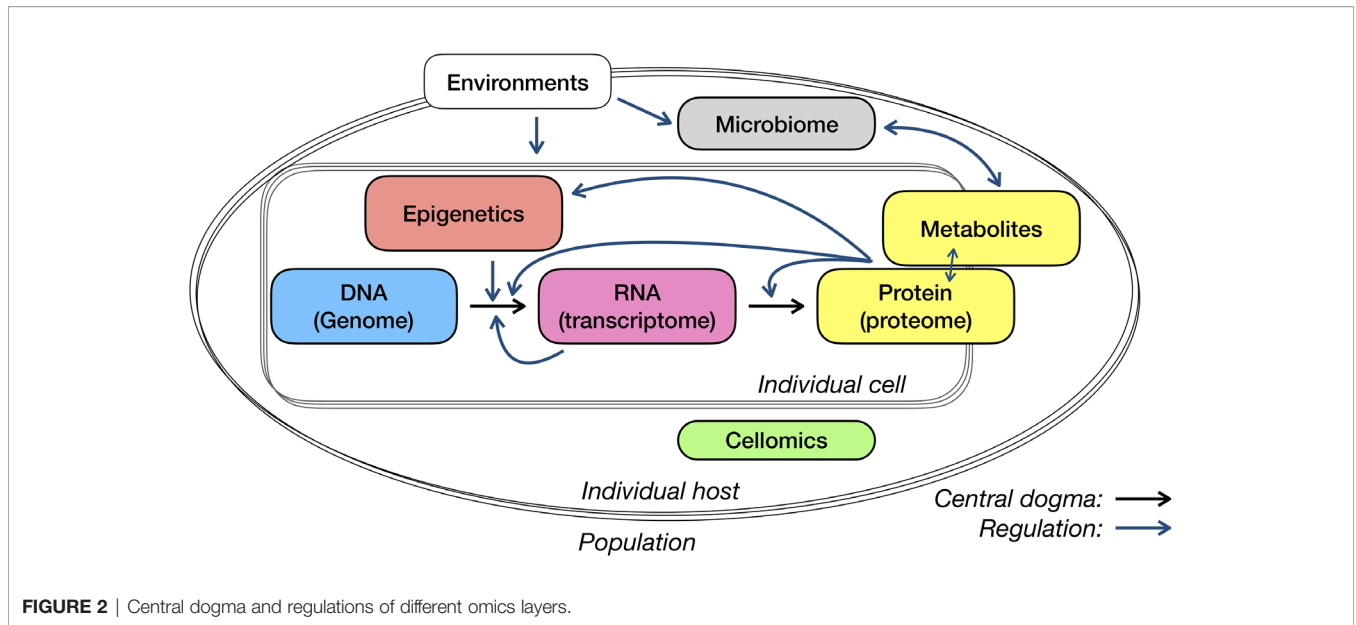 Environments
Microbiome
Epigenetics
Metabolites
DNA
(Genome)
RNA
(transcriptome)
Protein
(proteome)
Individual cell
Cellomics
Individual host
Population
Central dogma:
Regulation:
FIGURE 2 | Central dogma and regulations of different omics layers.